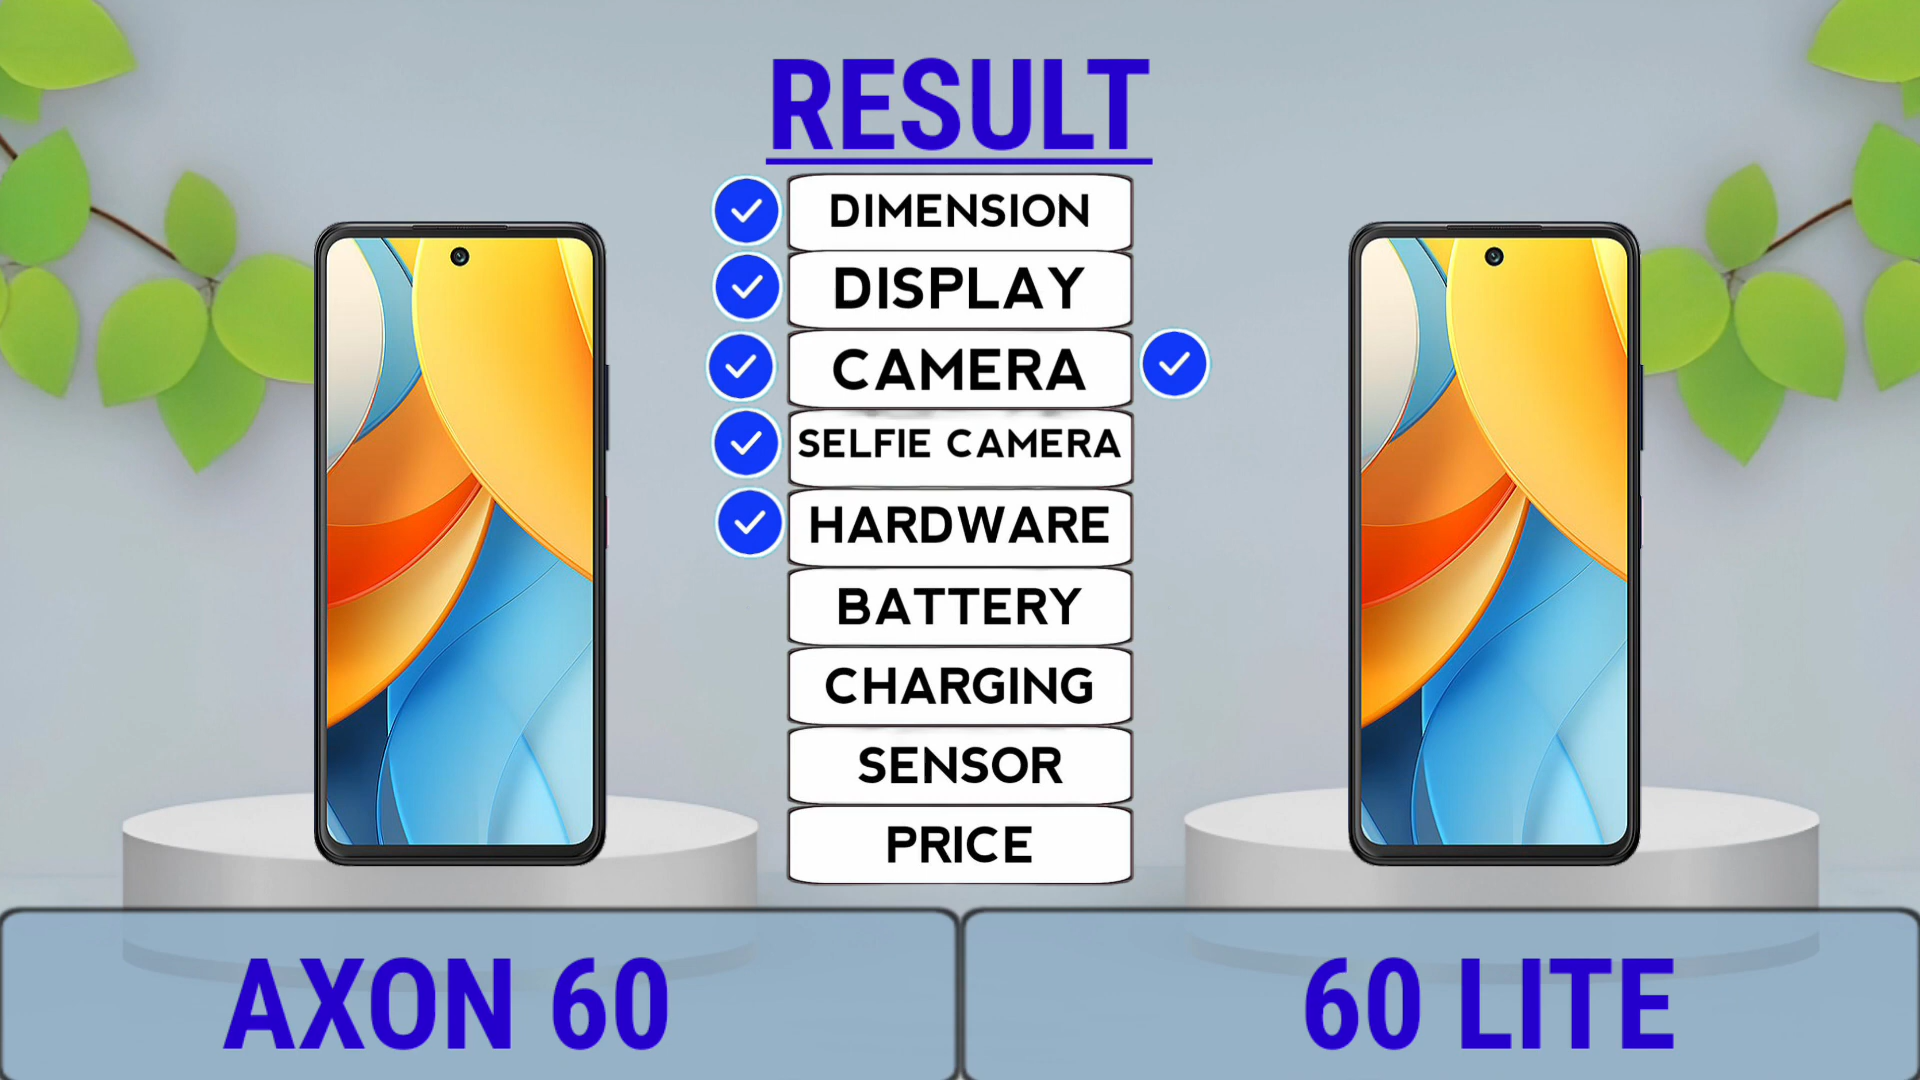 RESULT
DIMENSION
DISPLAY
CAMERA
SELFIE CAMERA
HARDWARE
BATTERY
CHARGING
SENSOR
PRICE
AXON 60
60 LITE